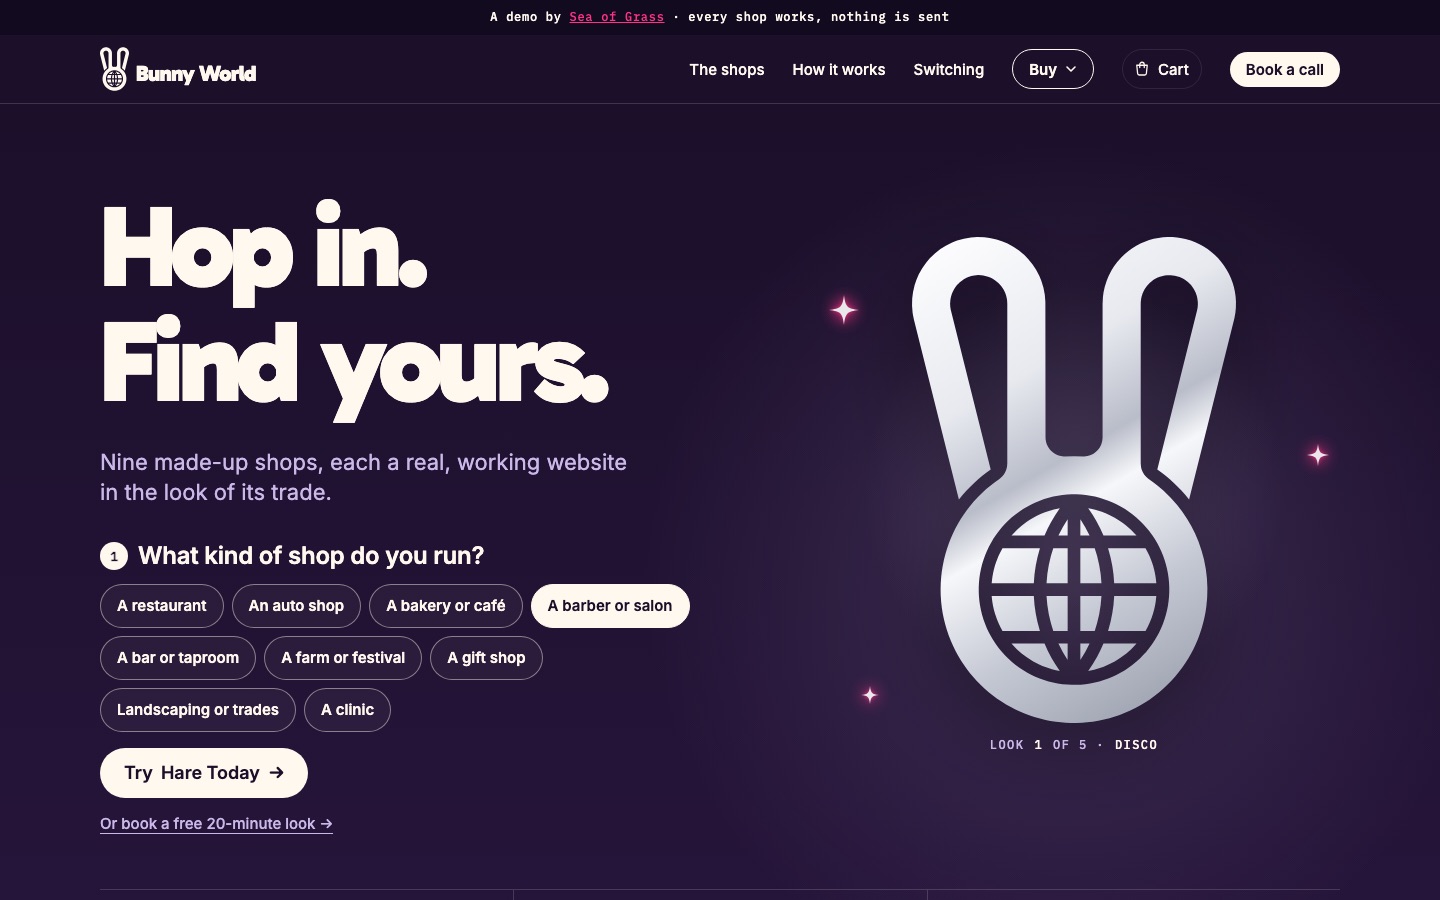 A demo by Sea of Grass · every shop works, nothing is sent
Bunny World
The shops
How it works
Switching
Buy
Cart
Book a call
Hop in.
Find yours.
Nine made-up shops, each a real, working website
in the look of its trade.
1 What kind of shop do you run?
A restaurant
An auto shop
A bakery or café
A barber or salon
A bar or taproom
A farm or festival
A gift shop
Landscaping or trades
A clinic
Try Hare Today →
Or book a free 20-minute look →
LOOK 1 OF 5 · DISCO